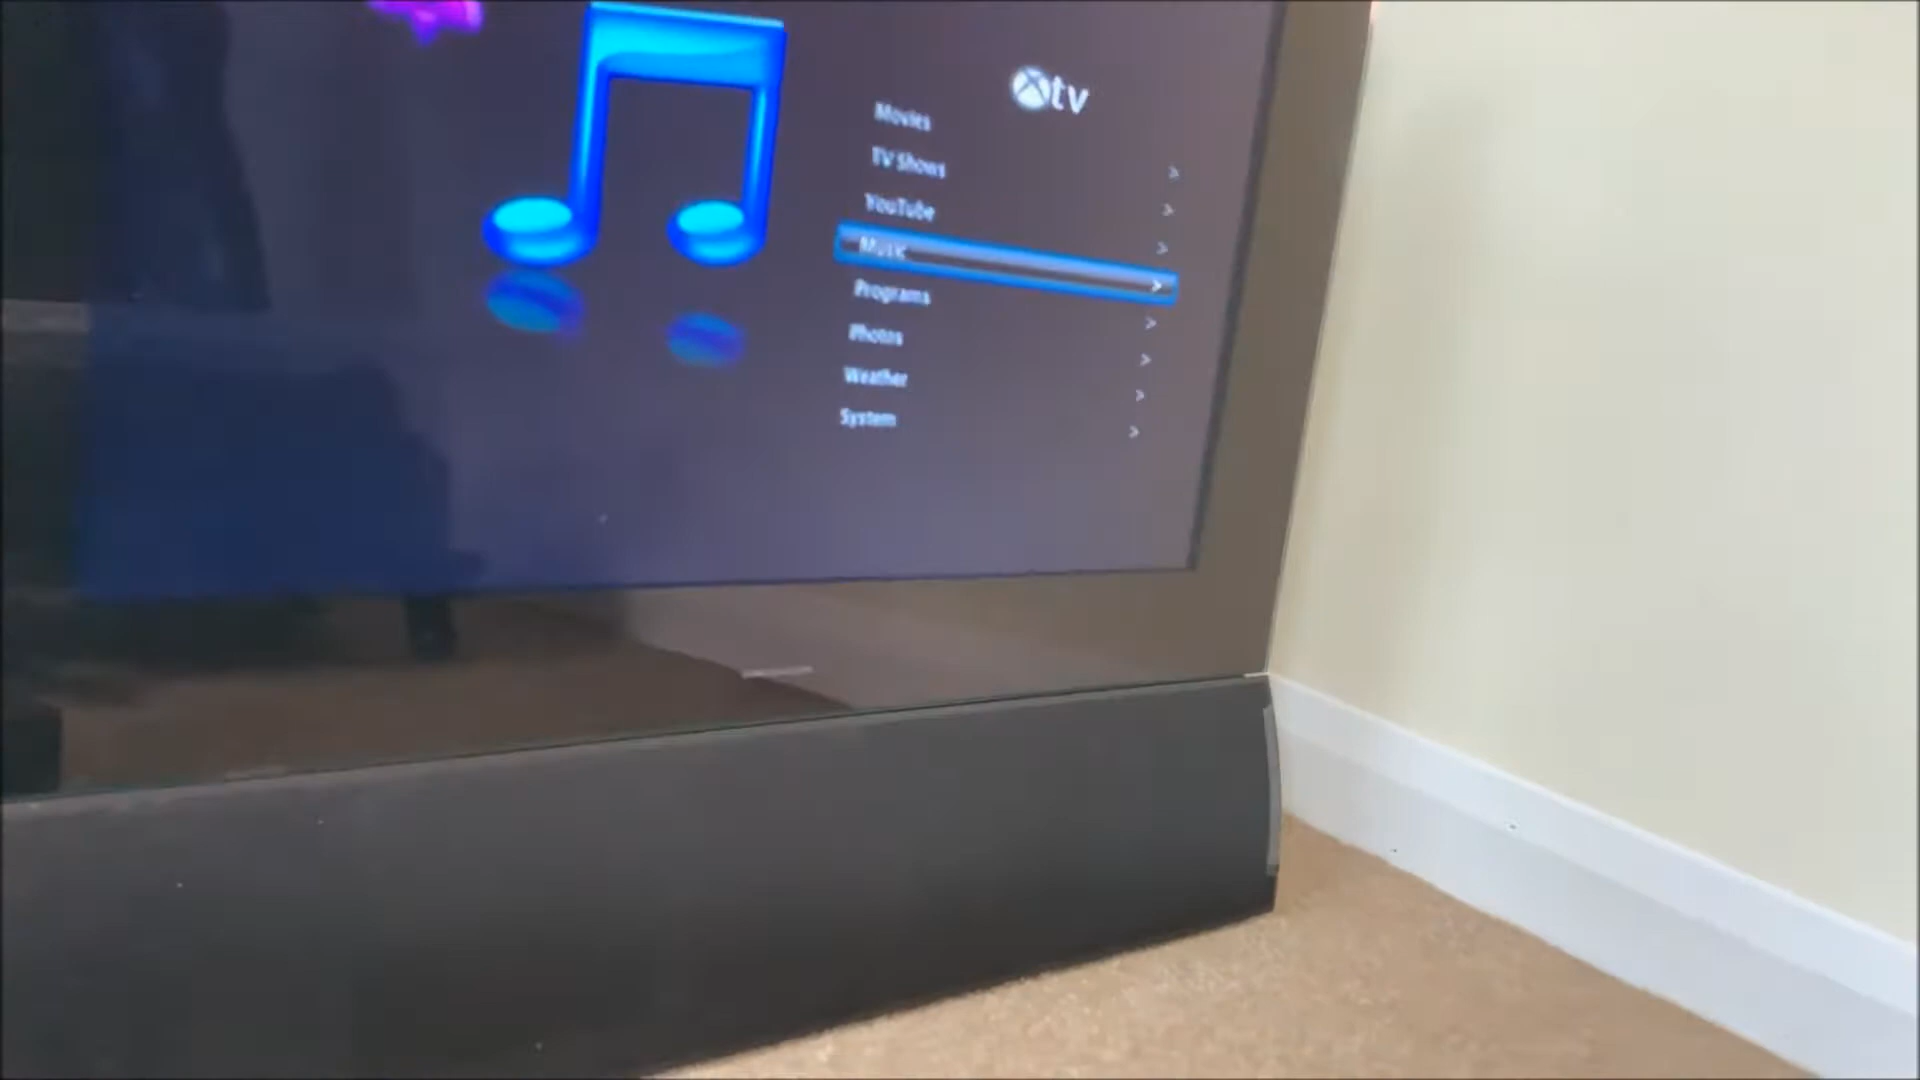 tv
Movies
TV Shows >
YouTube >
Music >
Programs >
Photos >
Weather >
System >